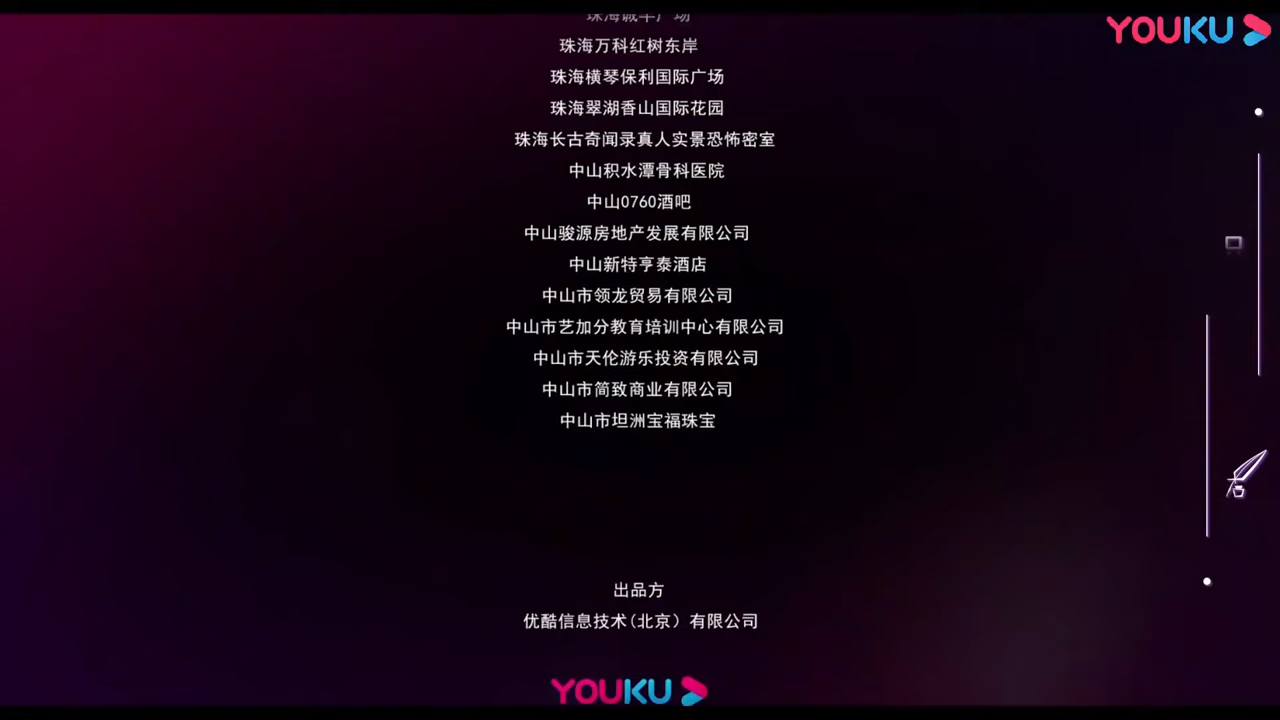 YOUKU
珠海万科红树东岸
珠海横琴保利国际广场
珠海翠湖香山国际花园
珠海长古奇闻录真人实景恐怖密室
中山积水潭骨科医院
中山0760酒吧
中山骏源房地产发展有限公司
中山新特亨泰酒店
中山市领龙贸易有限公司
中山市艺加分教育培训中心有限公司
中山市天伦游乐投资有限公司
中山市简致商业有限公司
中山市坦洲宝福珠宝
出品方
优酷信息技术（北京）有限公司
YOUKU